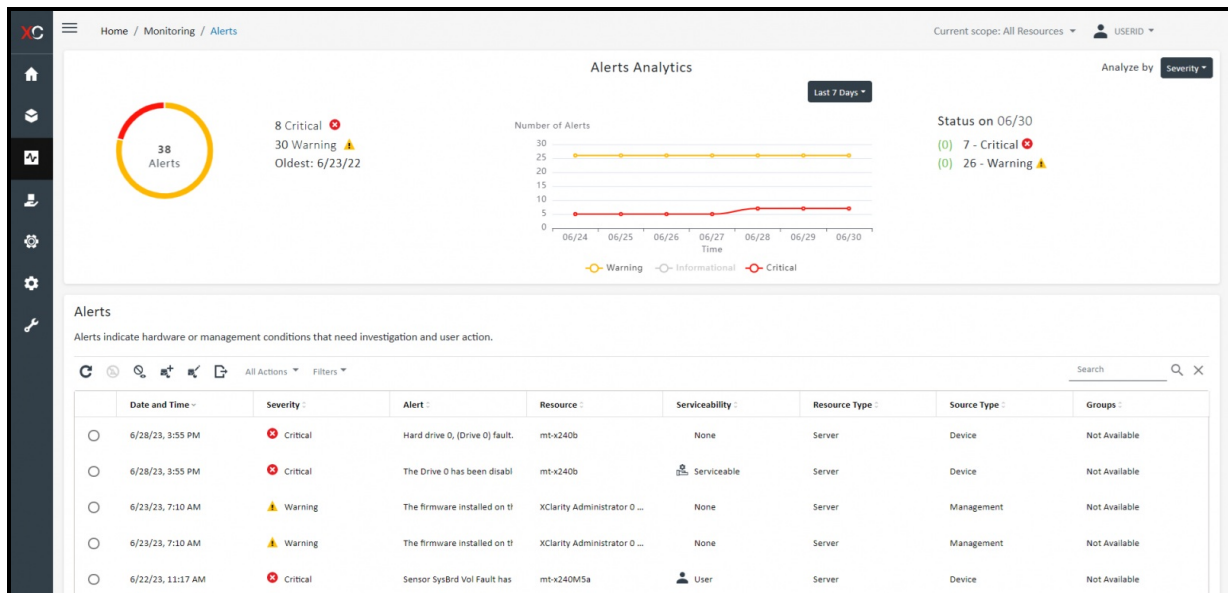 XC
Home / Monitoring / Alerts
Current scope: All Resources
USERID
Alerts Analytics
Analyze by
Severity
Last 7 Days
38
Alerts
8 Critical
30 Warning
Oldest: 6/23/22
Number of Alerts
30
25
20
15
10
5
0
06/24 06/25 06/26 06/27 06/28 06/29 06/30
Time
Warning Informational Critical
Status on 06/30
(0) 7 - Critical
(0) 26 - Warning
Alerts
Alerts indicate hardware or management conditions that need investigation and user action.
All Actions Filters Search
Date and Time Severity Alert Resource Serviceability Resource Type Source Type Groups
6/28/23, 3:55 PM Critical Hard drive 0, (Drive 0) fault. mt-x240b None Server Device Not Available
6/28/23, 3:55 PM Critical The Drive 0 has been disabl mt-x240b Serviceable Server Device Not Available
6/23/23, 7:10 AM Warning The firmware installed on th XClarity Administrator 0 ... None Server Management Not Available
6/23/23, 7:10 AM Warning The firmware installed on th XClarity Administrator 0 ... None Server Management Not Available
6/22/23, 11:17 AM Critical Sensor SysBrd Vol Fault has mt-x240M5a User Server Device Not Available